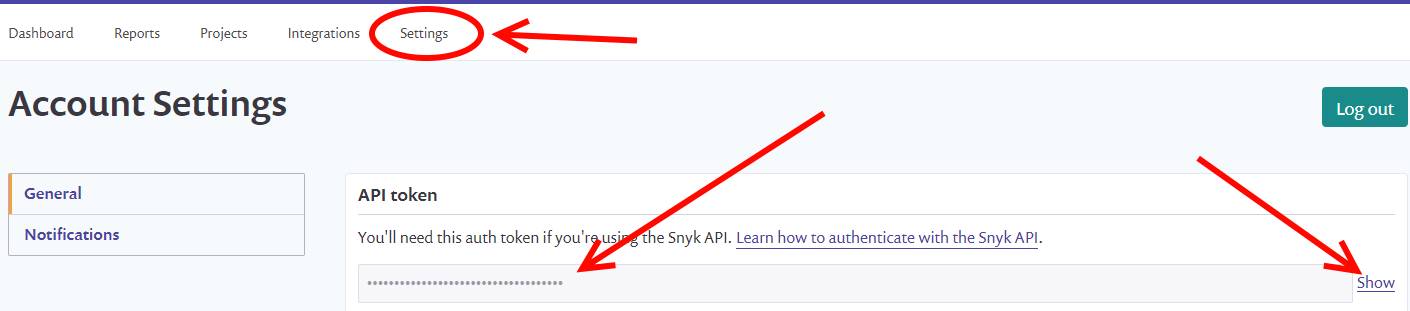 Dashboard Reports Projects Integrations Settings
Account Settings
Log out
General
Notifications
API token
You'll need this auth token if you're using the Snyk API. Learn how to authenticate with the Snyk API.
••••••••••••••••••••••••••••••••••••
Show